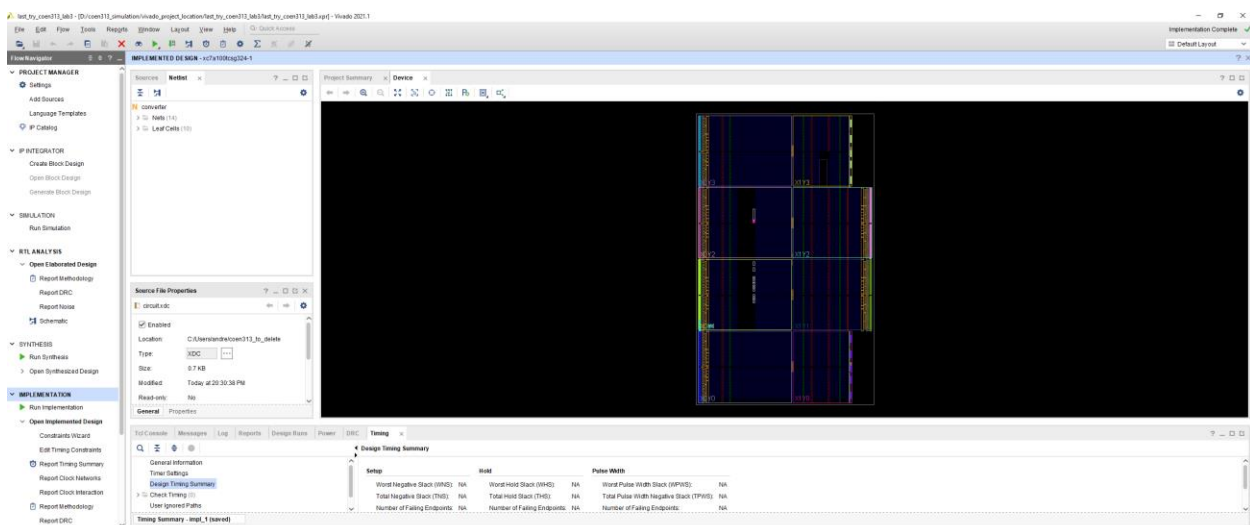 last_try_coen313_lab3 - [D:/coen313_simulation/vivado_project_location/last_try_coen313_lab3/last_try_coen313_lab3.xpr] - Vivado 2021.1
File Edit Flow Tools Reports Window Layout View Help Quick Access
Implementation Complete
Default Layout
Flow Navigator
IMPLEMENTED DESIGN - xc7a100tcsg324-1
PROJECT MANAGER
Settings
Add Sources
Language Templates
IP Catalog
IP INTEGRATOR
Create Block Design
Open Block Design
Generate Block Design
SIMULATION
Run Simulation
RTL ANALYSIS
Open Elaborated Design
Report Methodology
Report DRC
Report Noise
Schematic
SYNTHESIS
Run Synthesis
Open Synthesized Design
IMPLEMENTATION
Run Implementation
Open Implemented Design
Constraints Wizard
Edit Timing Constraints
Report Timing Summary
Report Clock Networks
Report Clock Interaction
Report Methodology
Report DRC
Sources Netlist
N converter
Nets (14)
Leaf Cells (10)
Source File Properties
circuit.xdc
Enabled
Location: C:/Users/andre/coen313_to_delete
Type: XDC
Size: 0.7 KB
Modified: Today at 20:30:38 PM
Read-only: No
General Properties
Project Summary Device
X1Y3
X0Y2 X1Y2
X0Y0
Tcl Console Messages Log Reports Design Runs Power DRC Timing
General Information
Timer Settings
Design Timing Summary
Check Timing (0)
User Ignored Paths
Design Timing Summary
Setup Hold Pulse Width
Worst Negative Slack (WNS): NA Worst Hold Slack (WHS): NA Worst Pulse Width Slack (WPWS): NA
Total Negative Slack (TNS): NA Total Hold Slack (THS): NA Total Pulse Width Negative Slack (TPWS): NA
Number of Failing Endpoints: NA Number of Failing Endpoints: NA Number of Failing Endpoints: NA
Timing Summary - impl_1 (saved)